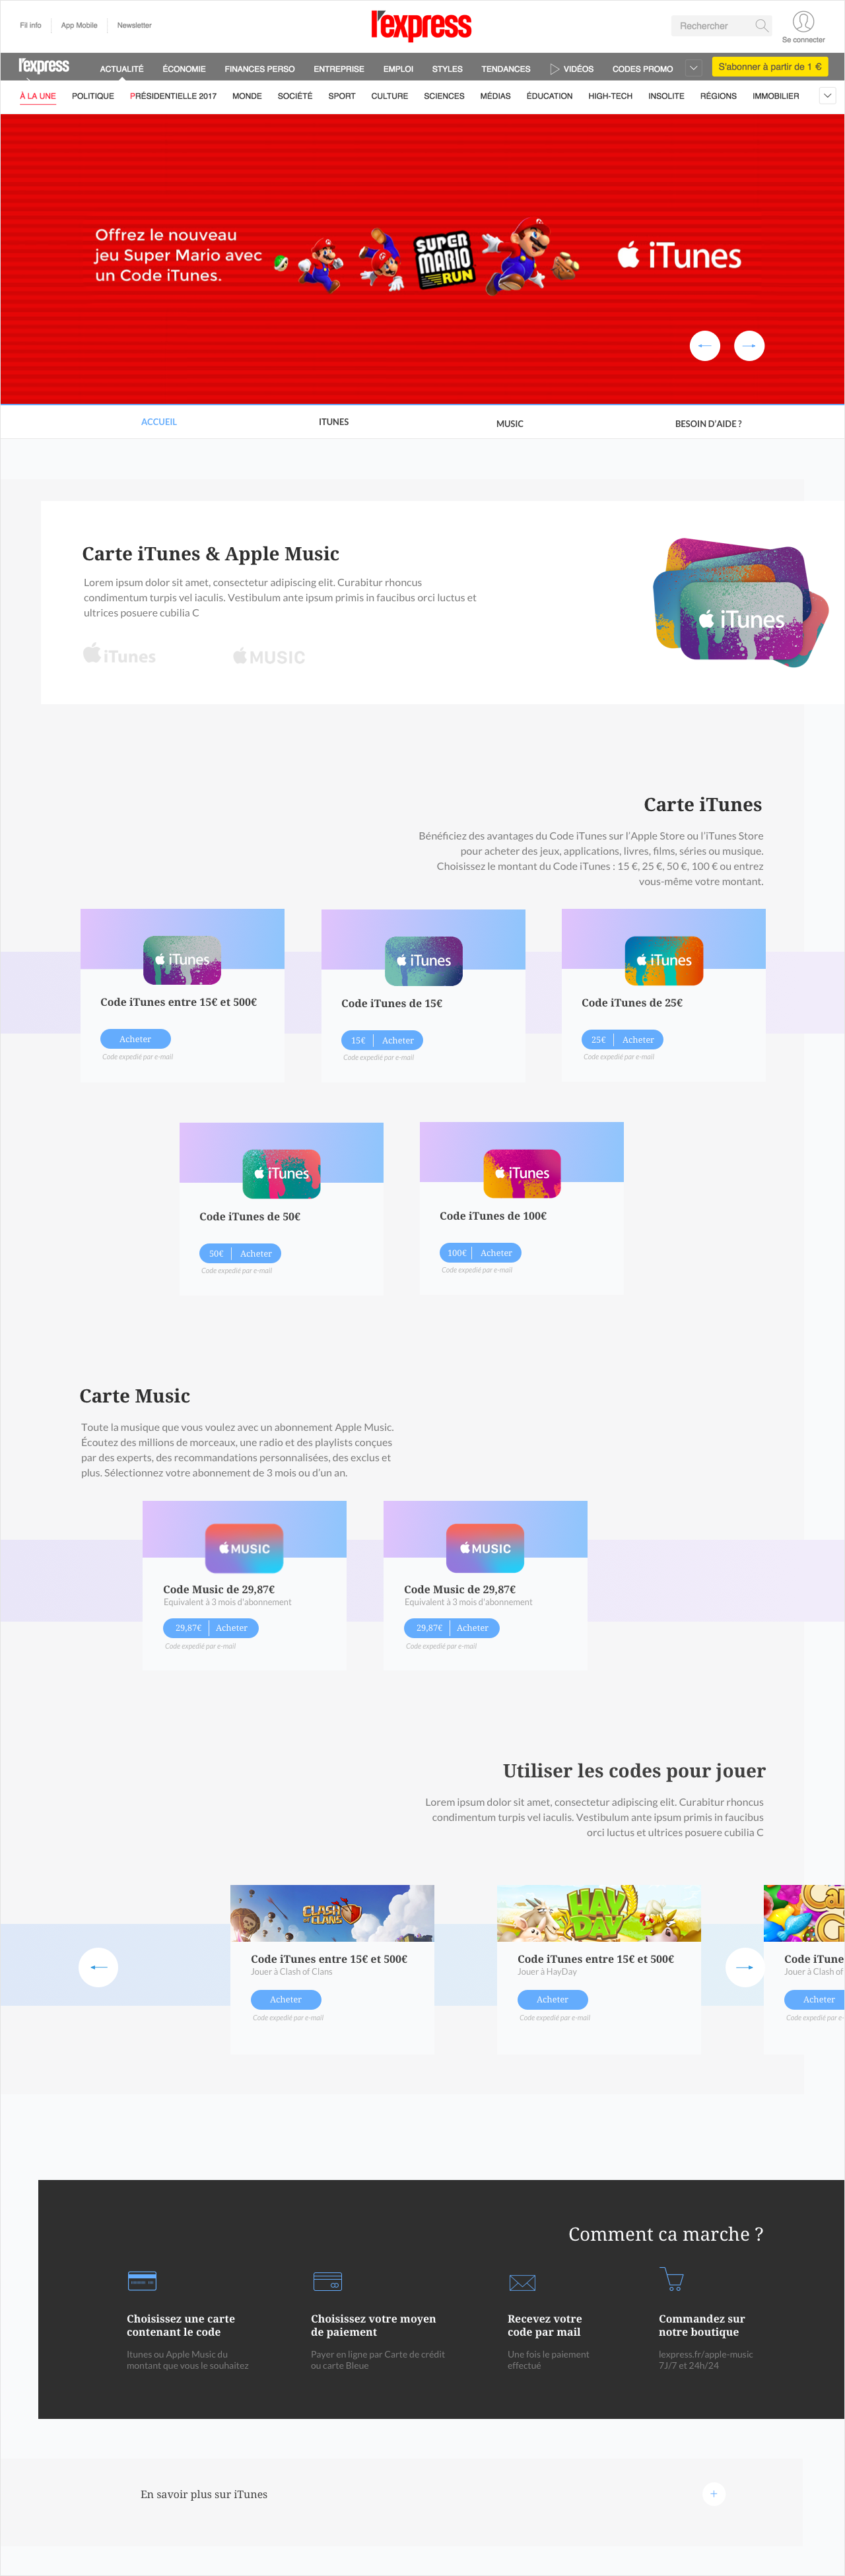 Fil info
App Mobile
Newsletter
l'express
Rechercher
Se connecter
l'express
ACTUALITÉ
ÉCONOMIE
FINANCES PERSO
ENTREPRISE
EMPLOI
STYLES
TENDANCES
VIDÉOS
CODES PROMO
S'abonner à partir de 1 €
À LA UNE
POLITIQUE
PRÉSIDENTIELLE 2017
MONDE
SOCIÉTÉ
SPORT
CULTURE
SCIENCES
MÉDIAS
ÉDUCATION
HIGH-TECH
INSOLITE
RÉGIONS
IMMOBILIER
Offrez le nouveau
jeu Super Mario avec
un Code iTunes.
SUPER
MARIO
RUN
iTunes
ACCUEIL
ITUNES
MUSIC
BESOIN D'AIDE ?
Carte iTunes & Apple Music
Lorem ipsum dolor sit amet, consectetur adipiscing elit. Curabitur rhoncus
condimentum turpis vel iaculis. Vestibulum ante ipsum primis in faucibus orci luctus et
ultrices posuere cubilia C
iTunes
MUSIC
iTunes
Carte iTunes
Bénéficiez des avantages du Code iTunes sur l'Apple Store ou l'iTunes Store
pour acheter des jeux, applications, livres, films, séries ou musique.
Choisissez le montant du Code iTunes : 15 €, 25 €, 50 €, 100 € ou entrez
vous-même votre montant.
iTunes
Code iTunes entre 15€ et 500€
Acheter
Code expedié par e-mail
iTunes
Code iTunes de 15€
15€
Acheter
Code expedié par e-mail
iTunes
Code iTunes de 25€
25€
Acheter
Code expedié par e-mail
iTunes
Code iTunes de 50€
50€
Acheter
Code expedié par e-mail
iTunes
Code iTunes de 100€
100€
Acheter
Code expedié par e-mail
Carte Music
Toute la musique que vous voulez avec un abonnement Apple Music.
Écoutez des millions de morceaux, une radio et des playlists conçues
par des experts, des recommandations personnalisées, des exclus et
plus. Sélectionnez votre abonnement de 3 mois ou d'un an.
MUSIC
Code Music de 29,87€
Equivalent à 3 mois d'abonnement
29,87€
Acheter
Code expedié par e-mail
MUSIC
Code Music de 29,87€
Equivalent à 3 mois d'abonnement
29,87€
Acheter
Code expedié par e-mail
Utiliser les codes pour jouer
Lorem ipsum dolor sit amet, consectetur adipiscing elit. Curabitur rhoncus
condimentum turpis vel iaculis. Vestibulum ante ipsum primis in faucibus
orci luctus et ultrices posuere cubilia C
CLASH
OF
CLANS
Code iTunes entre 15€ et 500€
Jouer à Clash of Clans
Acheter
Code expedié par e-mail
HAY
DAY
Code iTunes entre 15€ et 500€
Jouer à HayDay
Acheter
Code expedié par e-mail
Code iTune
Jouer à Clash of
Acheter
Code expedié par e-
Comment ca marche ?
Choisissez une carte
contenant le code
Itunes ou Apple Music du
montant que vous le souhaitez
Choisissez votre moyen
de paiement
Payer en ligne par Carte de crédit
ou carte Bleue
Recevez votre
code par mail
Une fois le paiement
effectué
Commandez sur
notre boutique
lexpress.fr/apple-music
7J/7 et 24h/24
En savoir plus sur iTunes